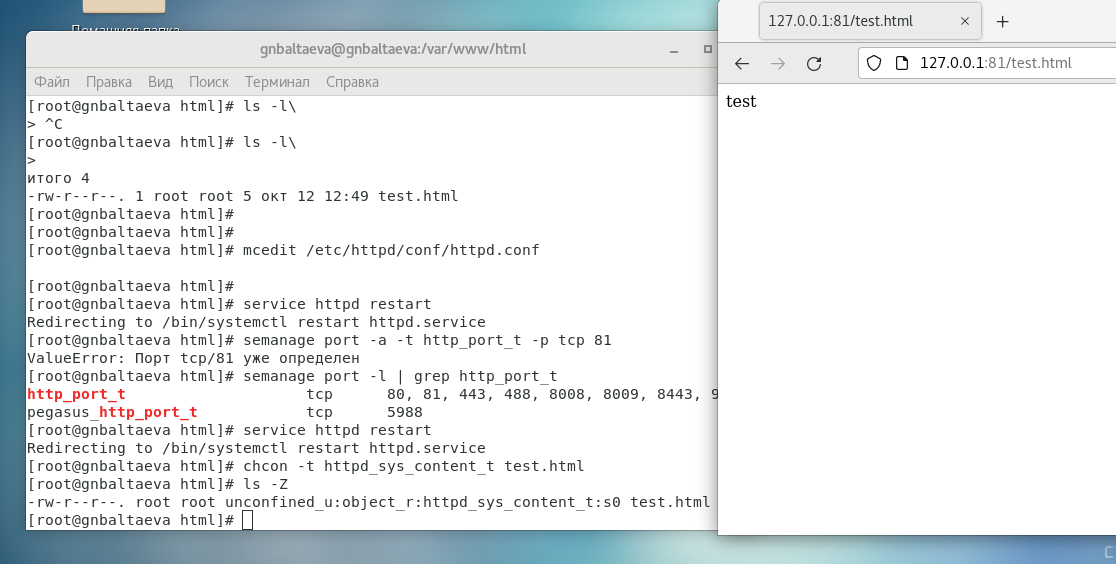 Домашняя папка
gnbaltaeva@gnbaltaeva:/var/www/html
Файл Правка Вид Поиск Терминал Справка
[root@gnbaltaeva html]# ls -l\
> ^C
[root@gnbaltaeva html]# ls -l\
>
итого 4
-rw-r--r--. 1 root root 5 окт 12 12:49 test.html
[root@gnbaltaeva html]#
[root@gnbaltaeva html]#
[root@gnbaltaeva html]# mcedit /etc/httpd/conf/httpd.conf
[root@gnbaltaeva html]#
[root@gnbaltaeva html]# service httpd restart
Redirecting to /bin/systemctl restart httpd.service
[root@gnbaltaeva html]# semanage port -a -t http_port_t -p tcp 81
ValueError: Порт tcp/81 уже определен
[root@gnbaltaeva html]# semanage port -l | grep http_port_t
http_port_t tcp 80, 81, 443, 488, 8008, 8009, 8443, 9
pegasus_http_port_t tcp 5988
[root@gnbaltaeva html]# service httpd restart
Redirecting to /bin/systemctl restart httpd.service
[root@gnbaltaeva html]# chcon -t httpd_sys_content_t test.html
[root@gnbaltaeva html]# ls -Z
-rw-r--r--. root root unconfined_u:object_r:httpd_sys_content_t:s0 test.html
[root@gnbaltaeva html]#
127.0.0.1:81/test.html
127.0.0.1:81/test.html
test